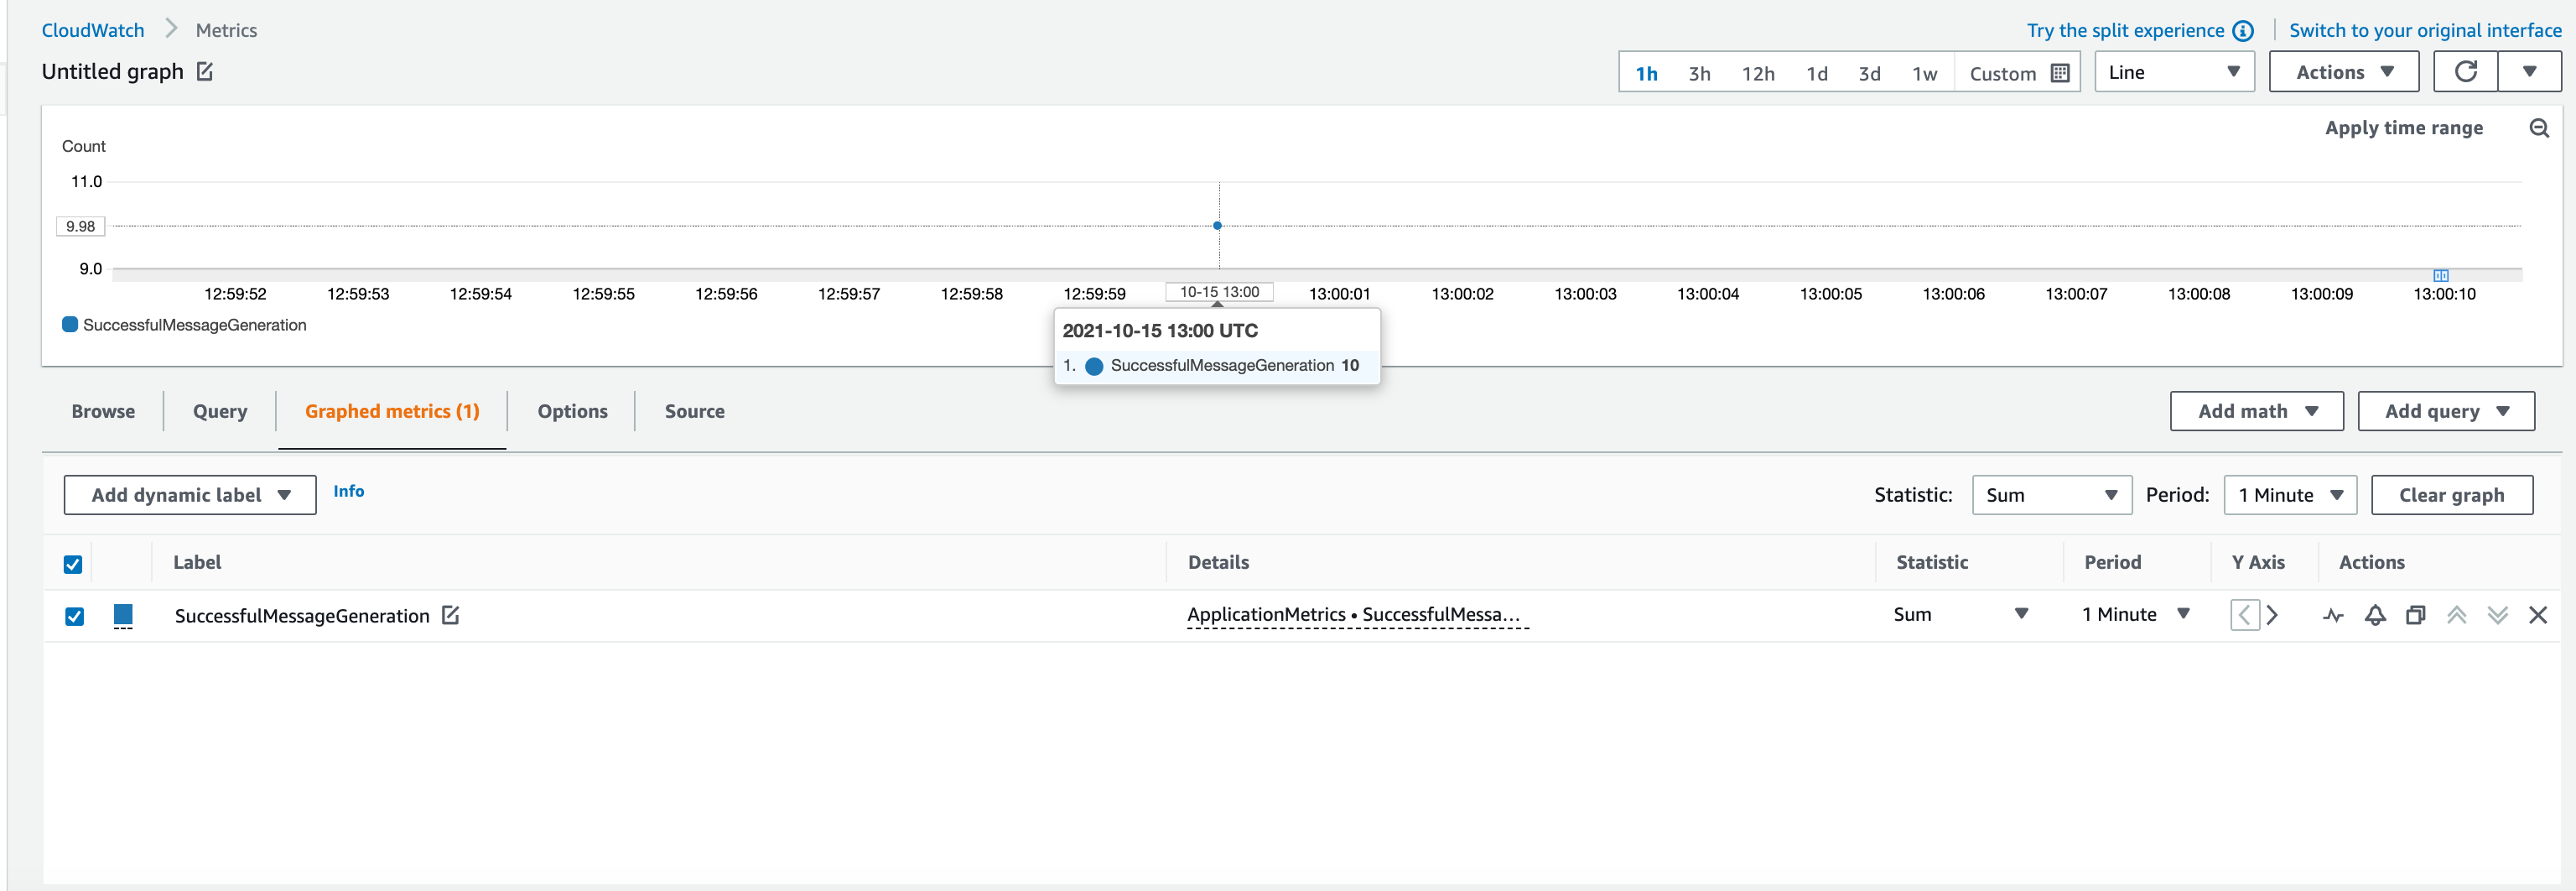 CloudWatch > Metrics
Try the split experience | Switch to your original interface
Untitled graph
1h 3h 12h 1d 3d 1w Custom Line Actions
Apply time range
Count
11.0
9.98
9.0
12:59:52 12:59:53 12:59:54 12:59:55 12:59:56 12:59:57 12:59:58 12:59:59 10-15 13:00 13:00:01 13:00:02 13:00:03 13:00:04 13:00:05 13:00:06 13:00:07 13:00:08 13:00:09 13:00:10
SuccessfulMessageGeneration
2021-10-15 13:00 UTC
1. SuccessfulMessageGeneration 10
Browse Query Graphed metrics (1) Options Source Add math Add query
Add dynamic label Info Statistic: Sum Period: 1 Minute Clear graph
Label Details Statistic Period Y Axis Actions
SuccessfulMessageGeneration ApplicationMetrics • SuccessfulMessa... Sum 1 Minute